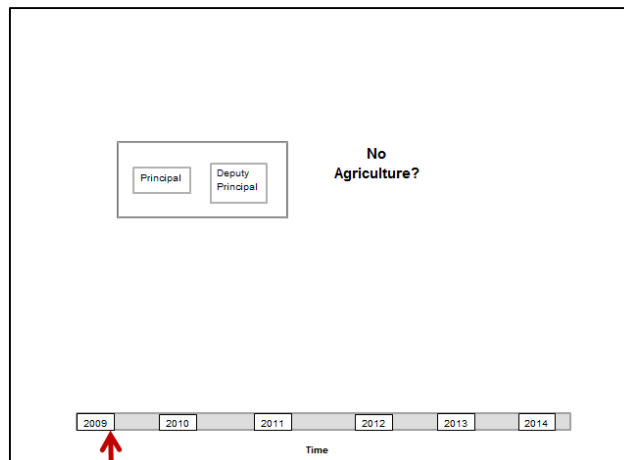 No
Agriculture?
Principal
Deputy
Principal
2009
2010
2011
2012
2013
2014
Time